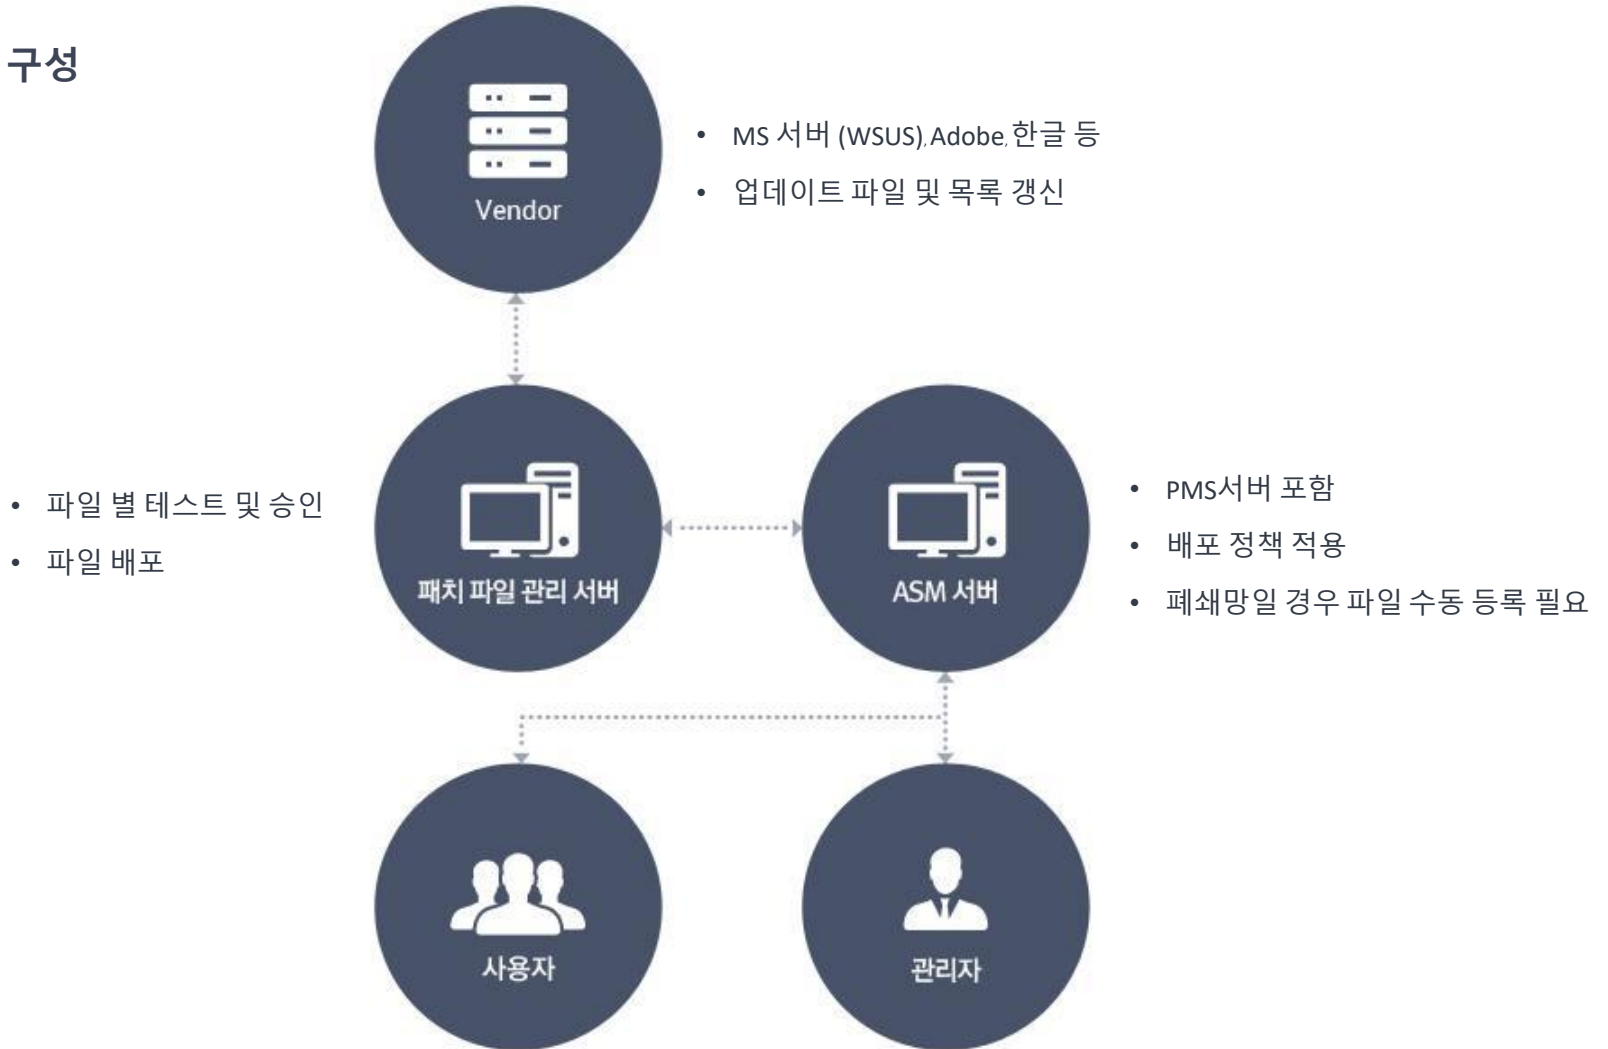 구성
Vendor
• MS 서버 (WSUS), Adobe, 한글 등
• 업데이트 파일 및 목록 갱신
• 파일 별 테스트 및 승인
• 파일 배포
패치 파일 관리 서버
ASM 서버
• PMS서버 포함
• 배포 정책 적용
• 폐쇄망일 경우 파일 수동 등록 필요
사용자
관리자